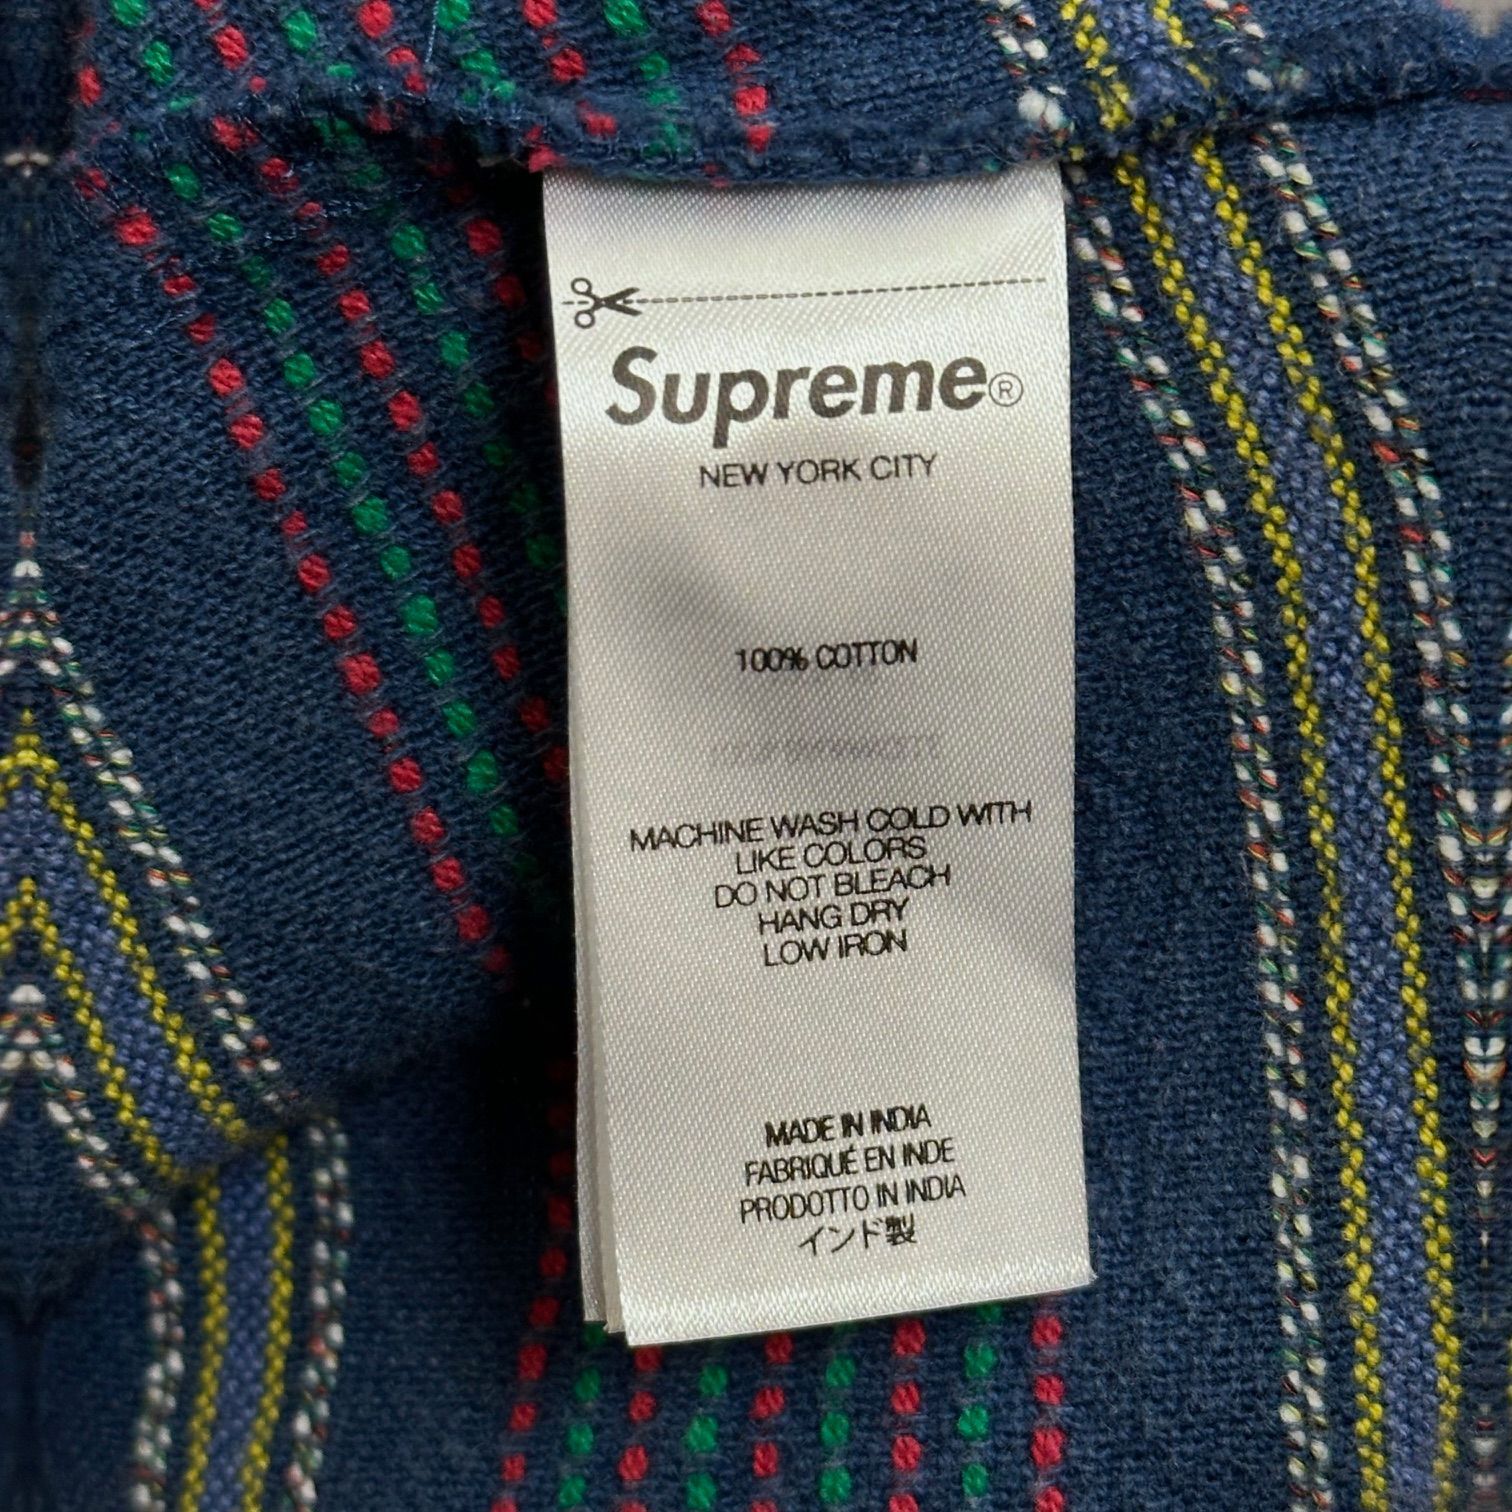 Supreme®
NEW YORK CITY
100% COTTON
MACHINE WASH COLD WITH
LIKE COLORS
DO NOT BLEACH
HANG DRY
LOW IRON
MADE IN INDIA
FABRIQUÉ EN INDE
PRODOTTO IN INDIA
インド製